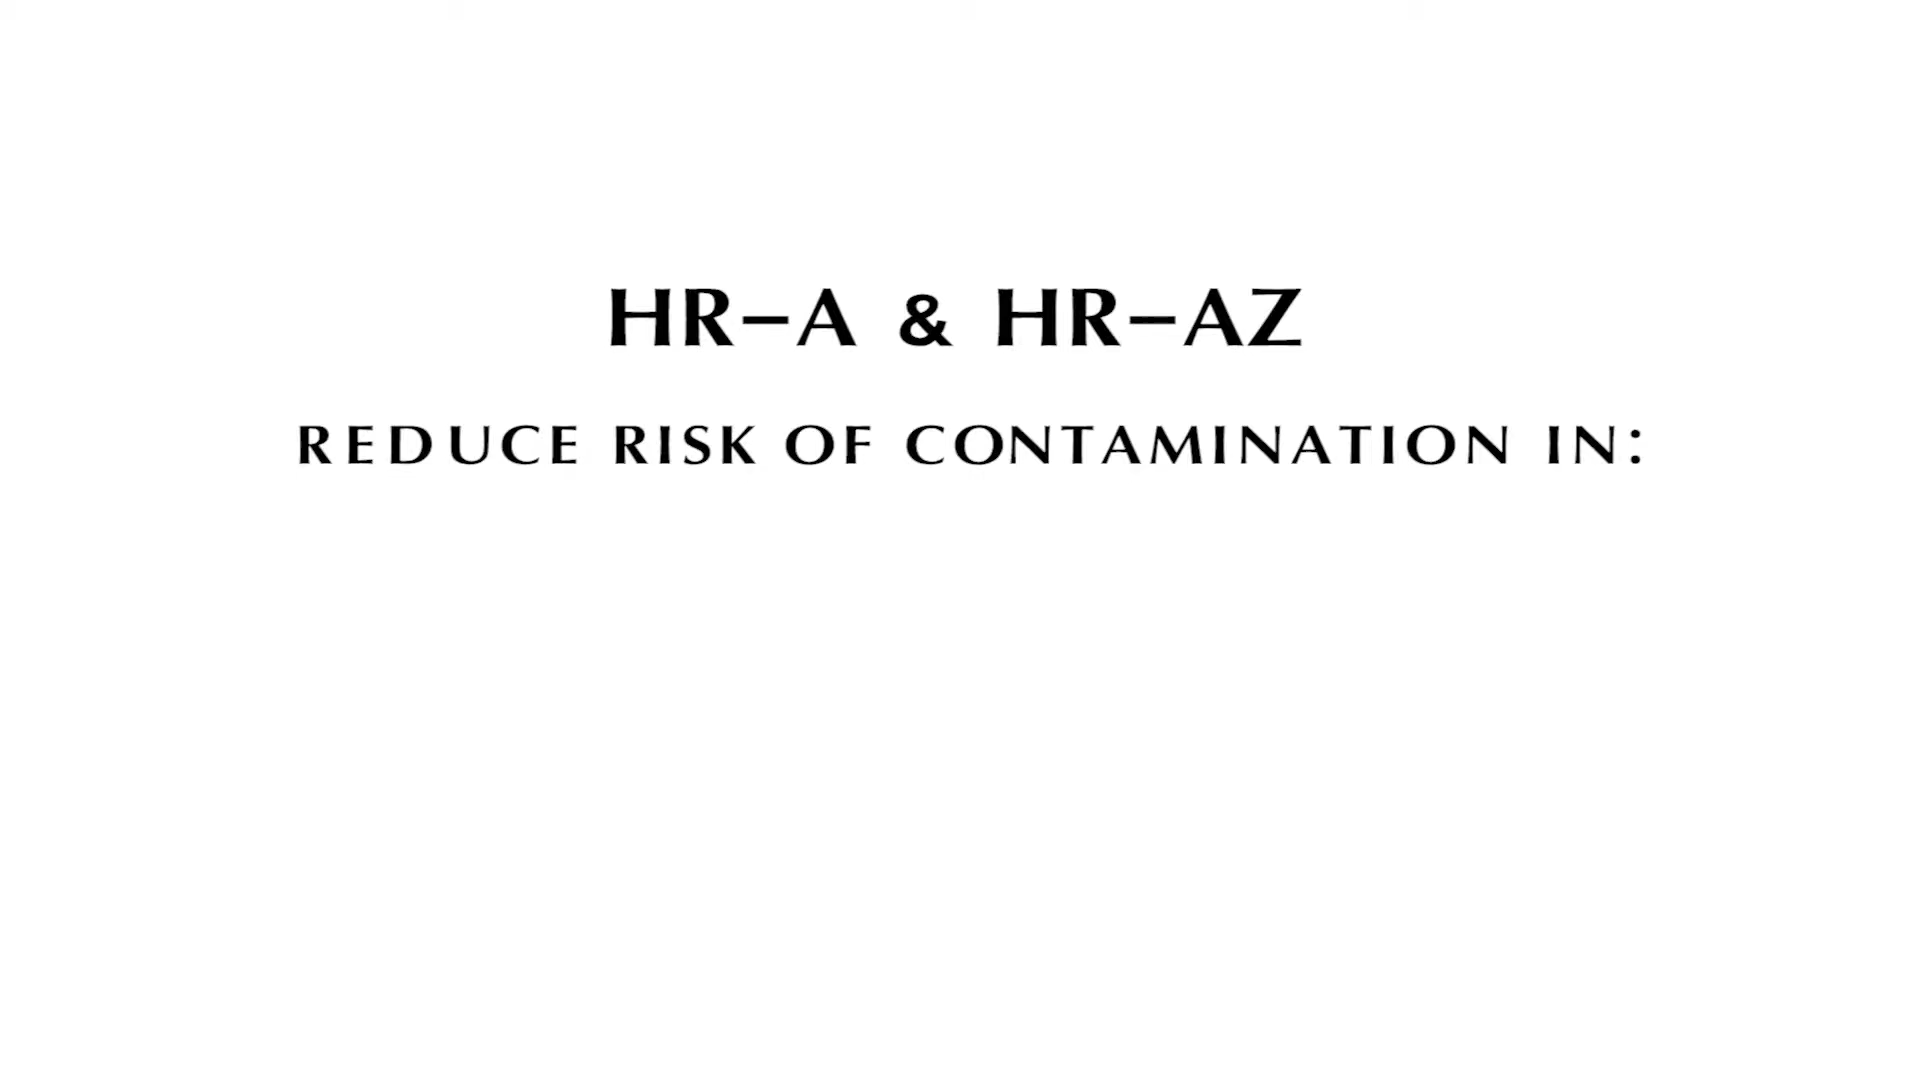 HR–A & HR–AZ
REDUCE RISK OF CONTAMINATION IN: